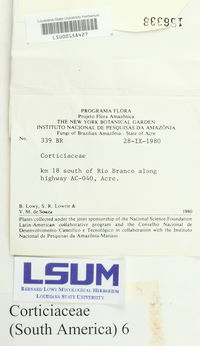 Louisiana State University Herbarium
LSU00558427
156338
PROGRAMA FLORA
Projeto Flora Amazônica
THE NEW YORK BOTANICAL GARDEN
INSTITUTO NACIONAL DE PESQUISAS DA AMAZÔNIA
Fungi of Brazilian Amazônia - State of Acre
No. 339 BR 28-IX-1980
Corticiaceae
km 18 south of Rio Branco along
highway AC-040, Acre.
B. Lowy, S. R. Lowrie &
V. M. de Souza 1980
Plants collected under the joint sponsorship of the National Science Foundation
Latin-American collaborative program and the Conselho Nacional de
Desenvolvimento Científico e Tecnológico in collaboration with the Instituto
Nacional de Pesquisas da Amazônia-Manaus
LSUM
BERNARD LOWY MYCOLOGICAL HERBARIUM
LOUISIANA STATE UNIVERSITY
Corticiaceae
(South America) 6